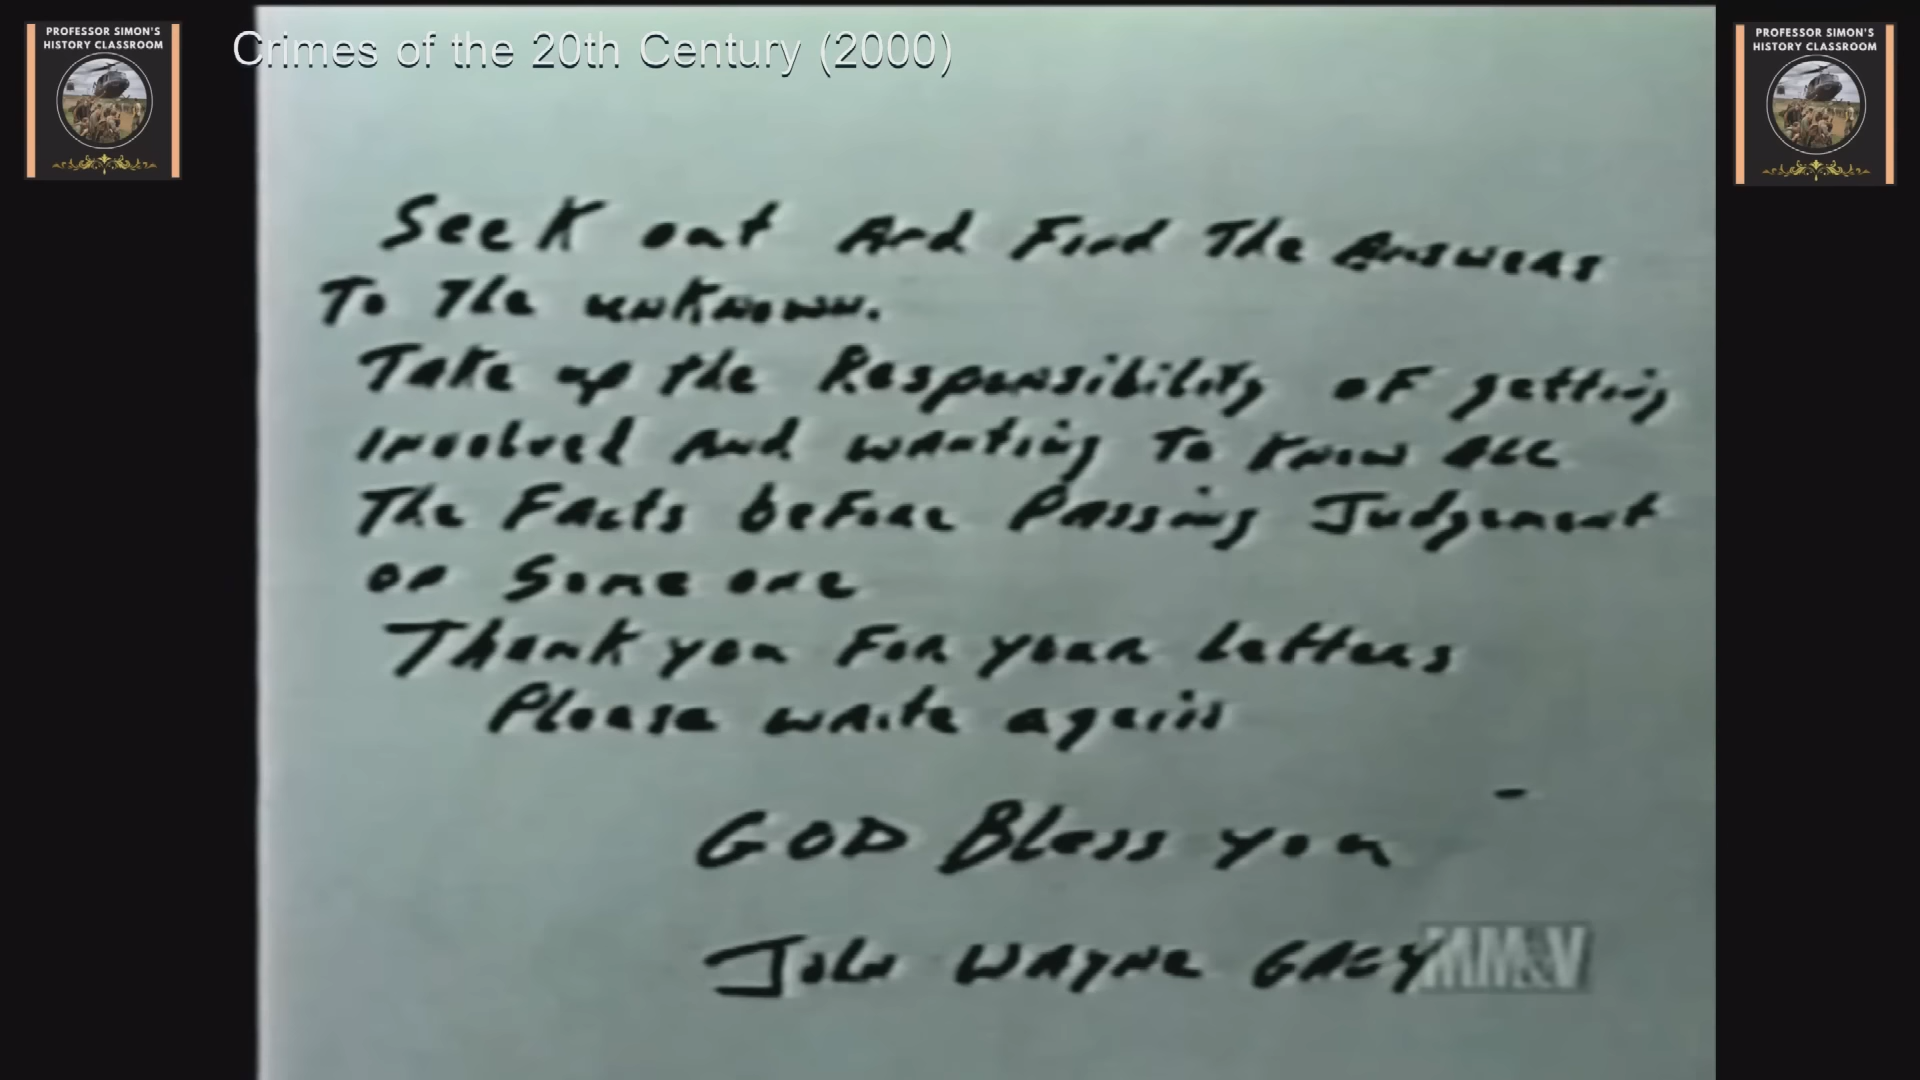 PROFESSOR SIMON'S
HISTORY CLASSROOM
Crimes of the 20th Century (2000)
PROFESSOR SIMON'S
HISTORY CLASSROOM
Seek out And Find The Answers
To The unknown.
Take up the Responsibility of getting
involved and wanting To Know ALL
The Facts before Passing Judgement
on Some one
Thank you For your Letters
Please write again
GOD Bless you
John WAYNE GACY
MM&V